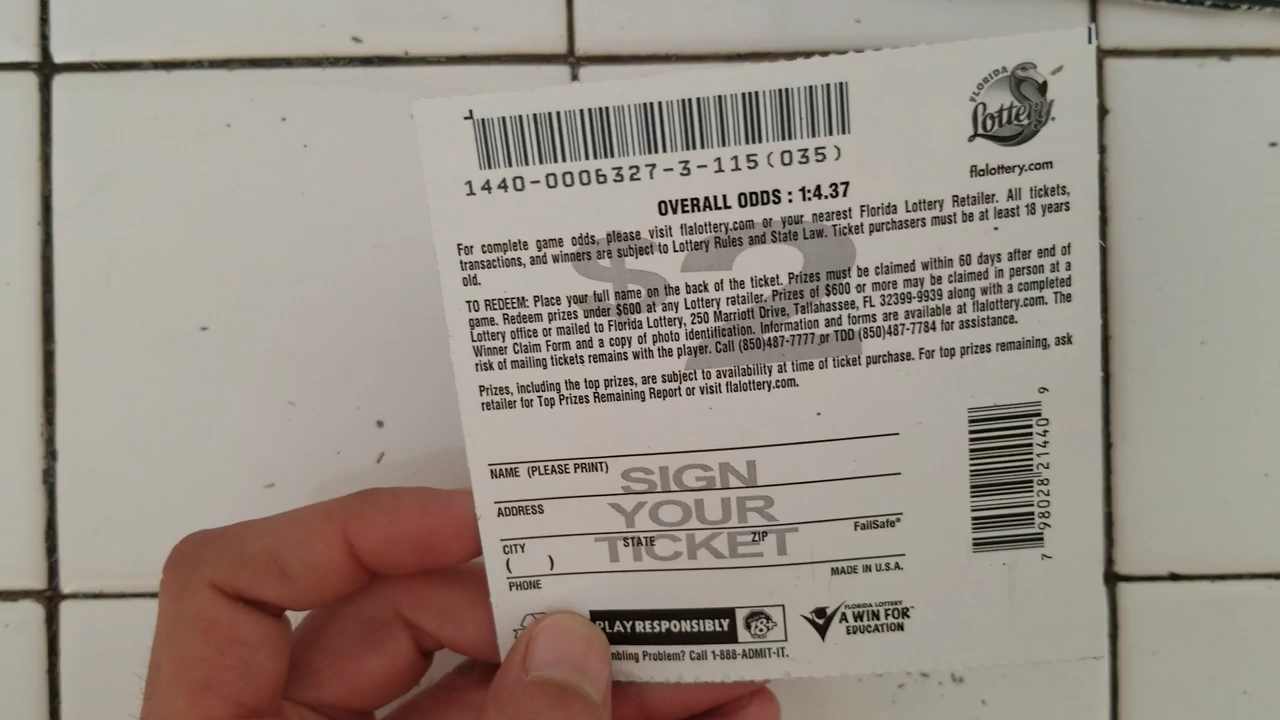 1440-0006327-3-115(035)
FLORIDA
Lottery
flalottery.com
OVERALL ODDS : 1:4.37
For complete game odds, please visit flalottery.com or your nearest Florida Lottery Retailer. All tickets,
transactions, and winners are subject to Lottery Rules and State Law. Ticket purchasers must be at least 18 years
old.
$2
TO REDEEM: Place your full name on the back of the ticket. Prizes must be claimed within 60 days after end of
game. Redeem prizes under $600 at any Lottery retailer. Prizes of $600 or more may be claimed in person at a
Lottery office or mailed to Florida Lottery, 250 Marriott Drive, Tallahassee, FL 32399-9939 along with a completed
Winner Claim Form and a copy of photo identification. Information and forms are available at flalottery.com. The
risk of mailing tickets remains with the player. Call (850)487-7777 or TDD (850)487-7784 for assistance.
Prizes, including the top prizes, are subject to availability at time of ticket purchase. For top prizes remaining, ask
retailer for Top Prizes Remaining Report or visit flalottery.com.
NAME (PLEASE PRINT)
SIGN
ADDRESS
YOUR
CITY STATE ZIP FailSafe®
TICKET
( )
PHONE
MADE IN U.S.A.
7 98028 21440 9
PLAY RESPONSIBLY 18+
FLORIDA LOTTERY
A WIN FOR™
EDUCATION
mbling Problem? Call 1-888-ADMIT-IT.